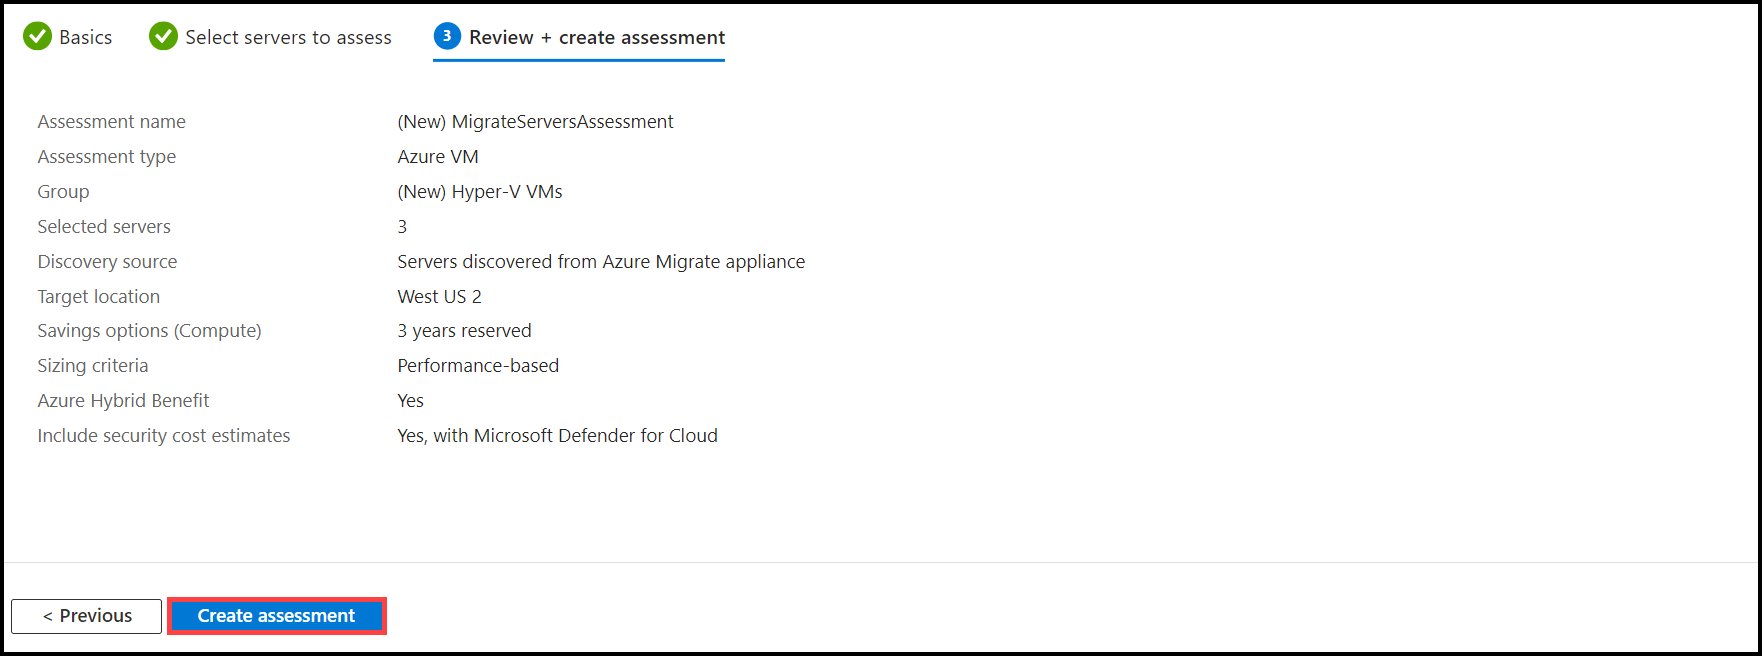 Basics Select servers to assess 3 Review + create assessment
Assessment name (New) MigrateServersAssessment
Assessment type Azure VM
Group (New) Hyper-V VMs
Selected servers 3
Discovery source Servers discovered from Azure Migrate appliance
Target location West US 2
Savings options (Compute) 3 years reserved
Sizing criteria Performance-based
Azure Hybrid Benefit Yes
Include security cost estimates Yes, with Microsoft Defender for Cloud
< Previous Create assessment